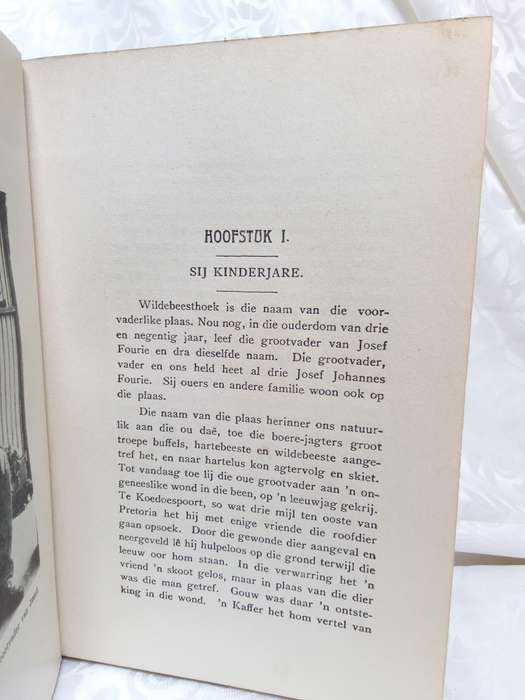 HOOFSTUK I.
SIJ KINDERJARE.
Wildebeesthoek is die naam van die voor-
vaderlike plaas. Nou nog, in die ouderdom van drie
en negentig jaar, leef die grootvader van Josef
Fourie en dra dieselfde naam. Die grootvader,
vader en ons held heet al drie Josef Johannes
Fourie. Sij ouers en andere familie woon ook op
die plaas.
Die naam van die plaas herinner ons natuur-
lik aan die ou daë, toe die boere-jagters groot
troepe buffels, hartebeeste en wildebeeste aange-
tref het, en naar hartelus kon agtervolg en skiet.
Tot vandaag toe lij die oue grootvader aan 'n on-
geneeslike wond in die been, op 'n leeuwjag gekrij.
Te Koedoespoort, so wat drie mijl ten ooste van
Pretoria het hij met enige vriende die roofdier
gaan opsoek. Door die gewonde dier aangeval en
neergeveld lê hij hulpeloos op die grond terwijl die
leeuw oor hom staan. In die verwarring het 'n
vriend 'n skoot gelos, maar in plaas van die dier
was die man getref. Gouw was daar 'n ontste-
king in die wond. 'n Kaffer het hom vertel van